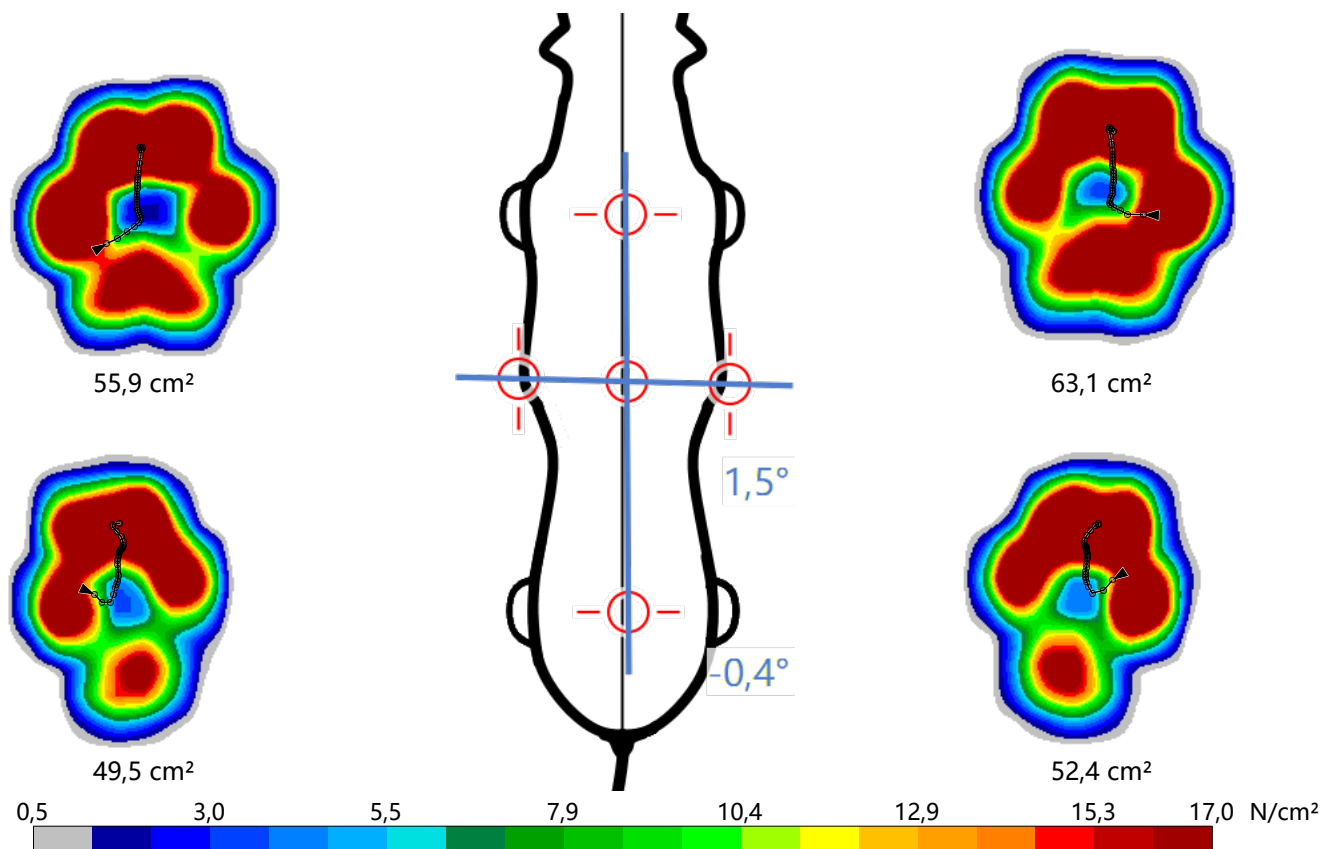 55,9 cm²
63,1 cm²
1,5°
-0,4°
49,5 cm²
52,4 cm²
0,5 3,0 5,5 7,9 10,4 12,9 15,3 17,0 N/cm²